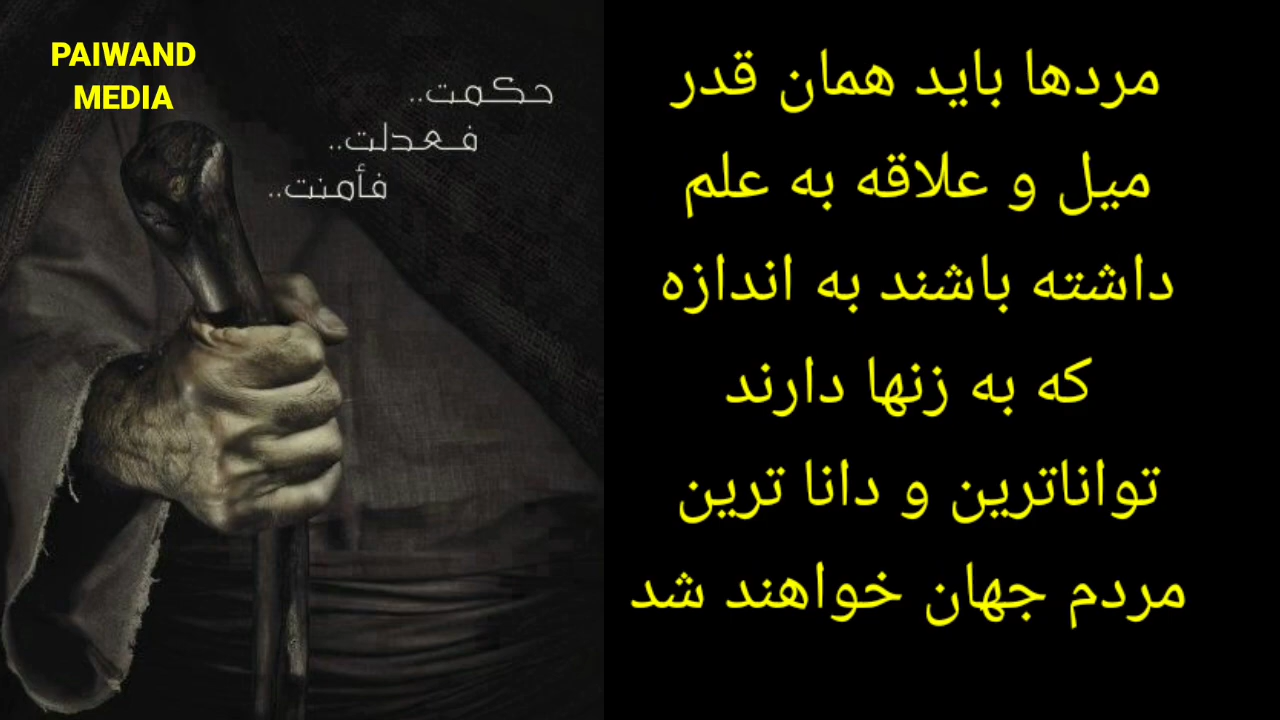 PAIWAND
MEDIA
حکمت..
فعدلت..
فأمنت..
مردها باید همان قدر
میل و علاقه به علم
داشته باشند به اندازه
که به زنها دارند
تواناترین و دانا ترین
مردم جهان خواهند شد